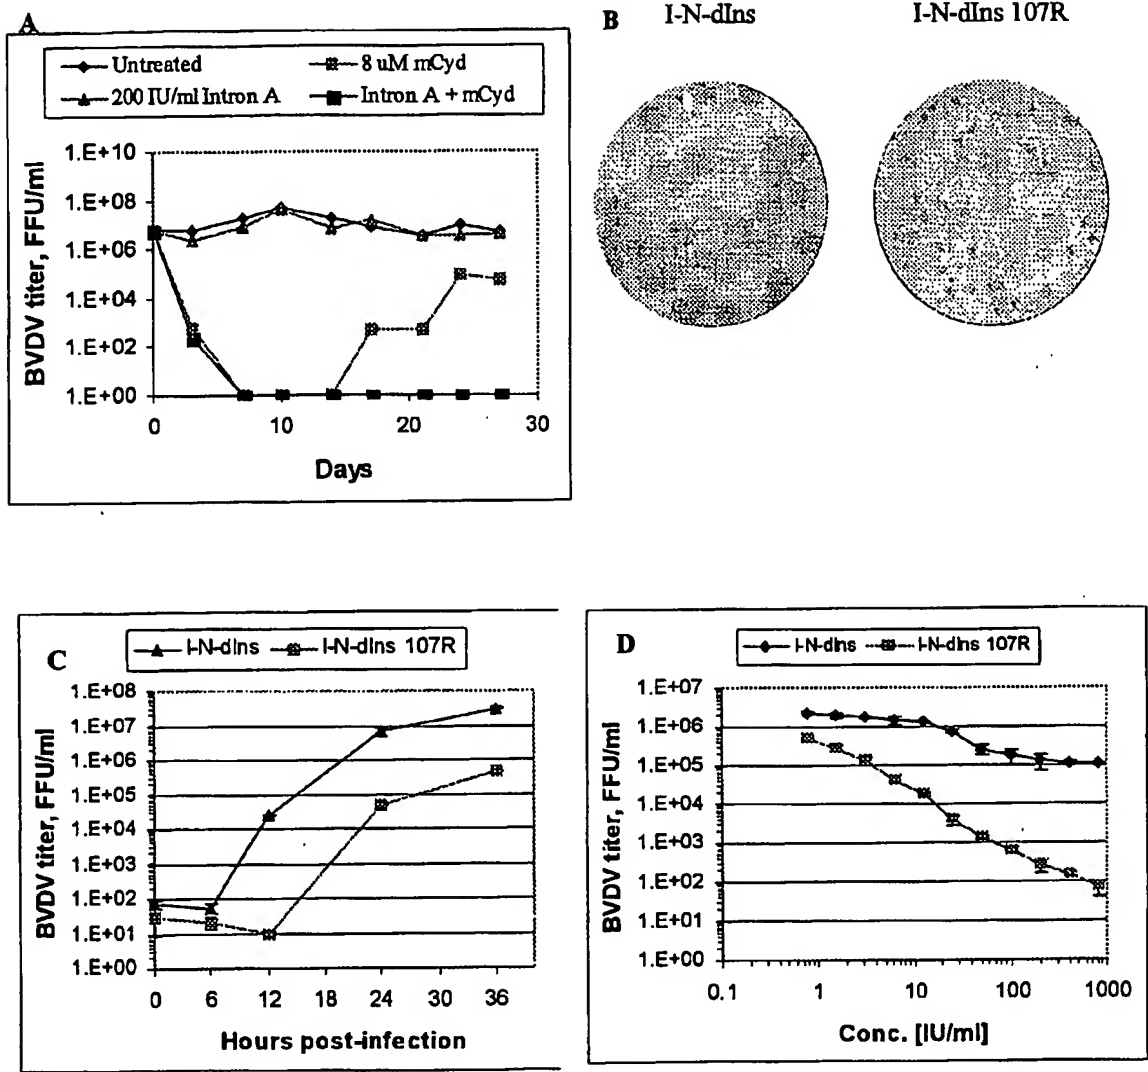 A
Untreated
8 uM mCyd
200 IU/ml Intron A
Intron A + mCyd
1.E+10
1.E+08
1.E+06
1.E+04
1.E+02
1.E+00
BVDV titer, FFU/ml
0 10 20 30
Days
B
I-N-dIns I-N-dIns 107R
C
I-N-dIns I-N-dIns 107R
1.E+08
1.E+07
1.E+06
1.E+05
1.E+04
1.E+03
1.E+02
1.E+01
1.E+00
BVDV titer, FFU/ml
0 6 12 18 24 30 36
Hours post-infection
D
I-N-dIns I-N-dIns 107R
1.E+07
1.E+06
1.E+05
1.E+04
1.E+03
1.E+02
1.E+01
1.E+00
BVDV titer, FFU/ml
0.1 1 10 100 1000
Conc. [IU/ml]